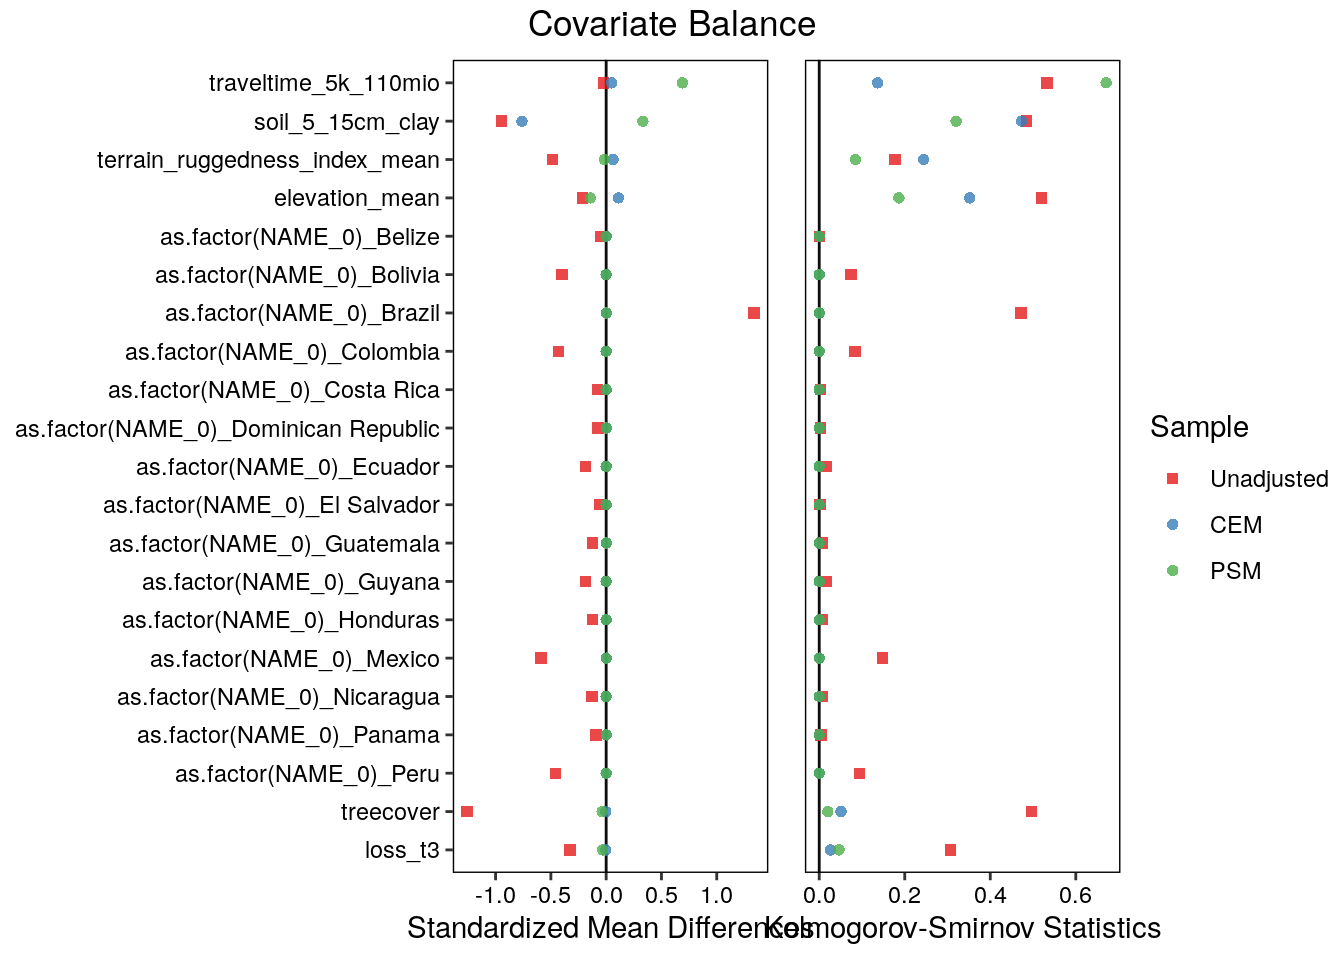 Covariate Balance
traveltime_5k_110mio
soil_5_15cm_clay
terrain_ruggedness_index_mean
elevation_mean
as.factor(NAME_0)_Belize
as.factor(NAME_0)_Bolivia
as.factor(NAME_0)_Brazil
as.factor(NAME_0)_Colombia
as.factor(NAME_0)_Costa Rica
as.factor(NAME_0)_Dominican Republic
as.factor(NAME_0)_Ecuador
as.factor(NAME_0)_El Salvador
as.factor(NAME_0)_Guatemala
as.factor(NAME_0)_Guyana
as.factor(NAME_0)_Honduras
as.factor(NAME_0)_Mexico
as.factor(NAME_0)_Nicaragua
as.factor(NAME_0)_Panama
as.factor(NAME_0)_Peru
treecover
loss_t3
-1.0 -0.5 0.0 0.5 1.0
Standardized Mean Differences
0.0 0.2 0.4 0.6
Kolmogorov-Smirnov Statistics
Sample
Unadjusted
CEM
PSM